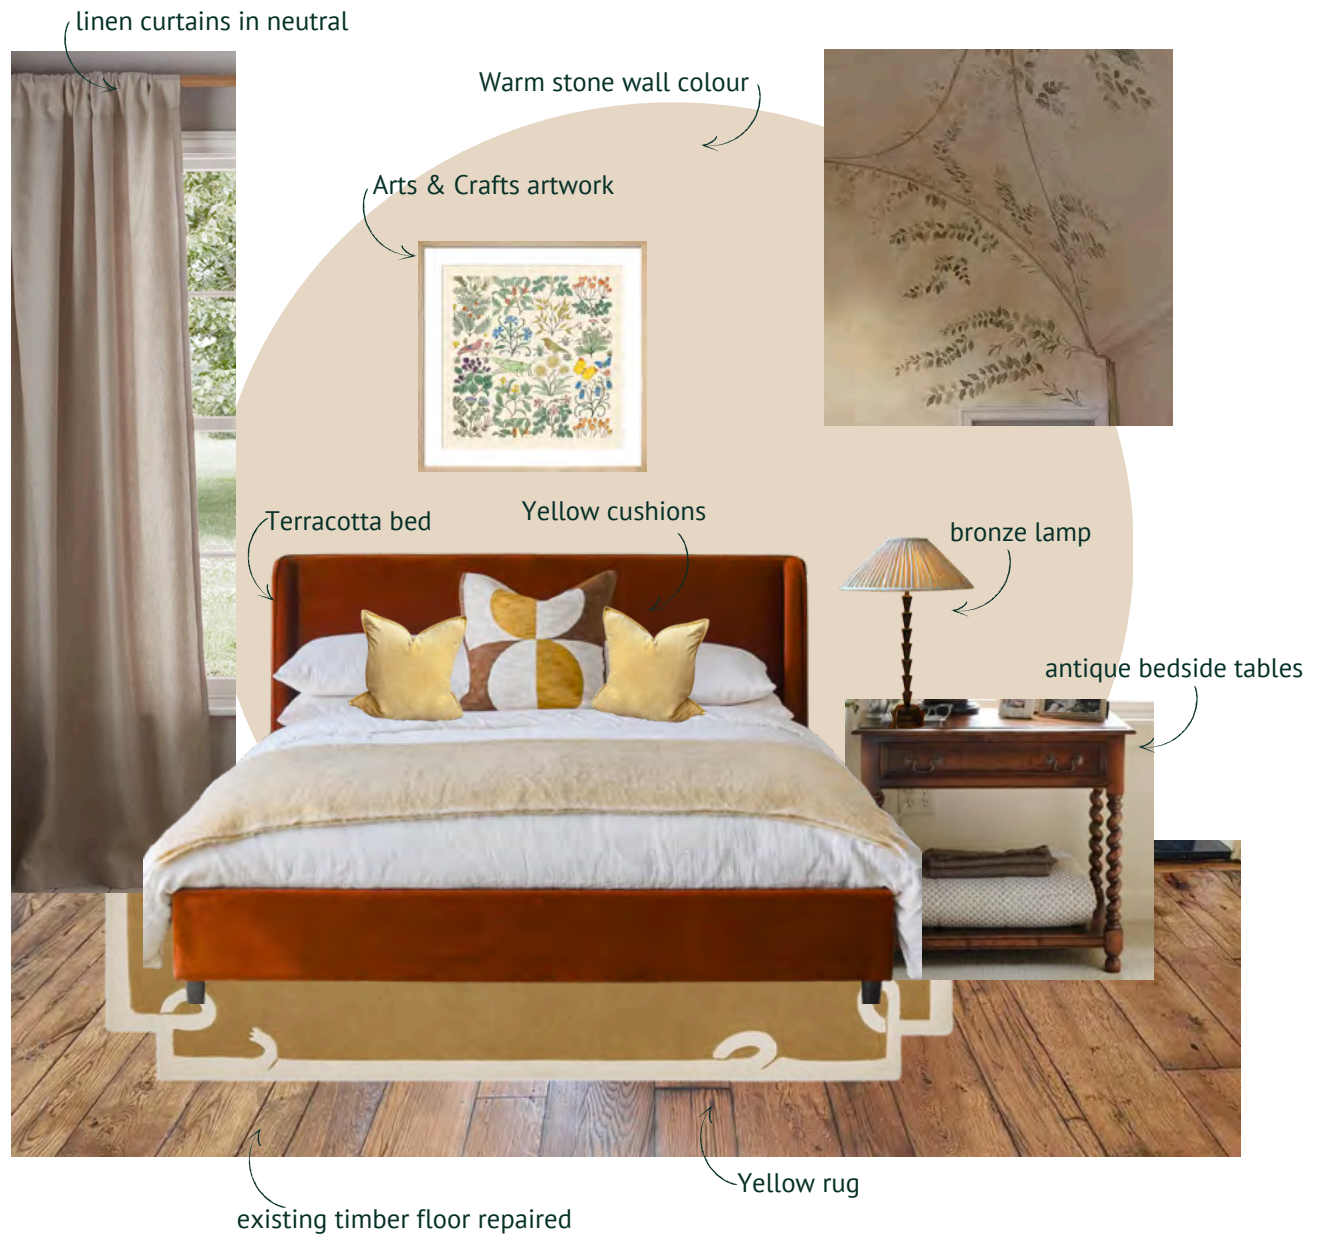 linen curtains in neutral
Warm stone wall colour
Arts & Crafts artwork
Terracotta bed
Yellow cushions
bronze lamp
antique bedside tables
Yellow rug
existing timber floor repaired